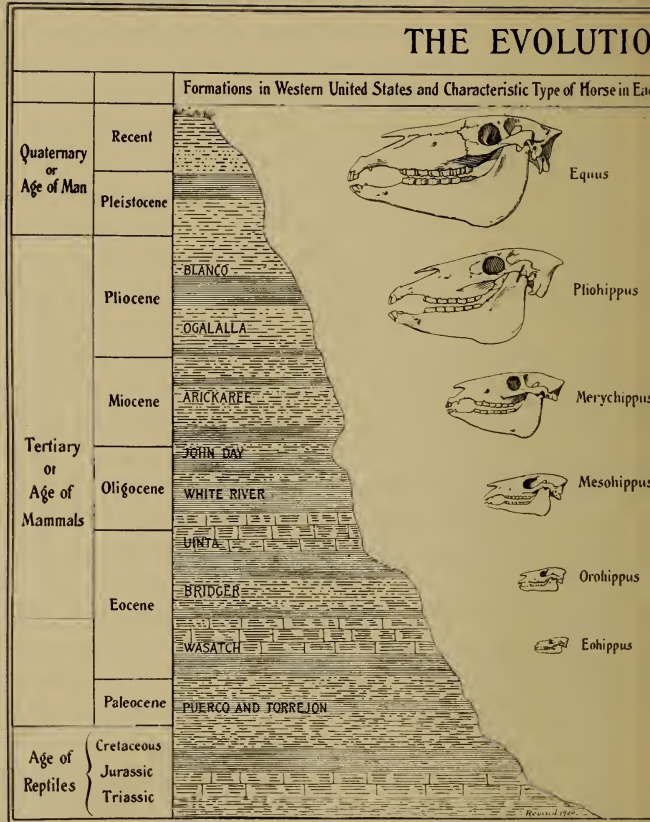 THE EVOLUTIO
Formations in Western United States and Characteristic Type of Horse in Ea
Quaternary
or
Age of Man
Recent
Pleistocene
Equus
Tertiary
or
Age of
Mammals
Pliocene
BLANCO
OGALALLA
Pliohippus
Miocene
ARICKAREE
Merychippus
Oligocene
JOHN DAY
WHITE RIVER
Mesohippus
Eocene
UINTA
BRIDGER
WASATCH
Orohippus
Eohippus
Paleocene
PUERCO AND TORREJON
Age of
Reptiles
Cretaceous
Jurassic
Triassic
Revised